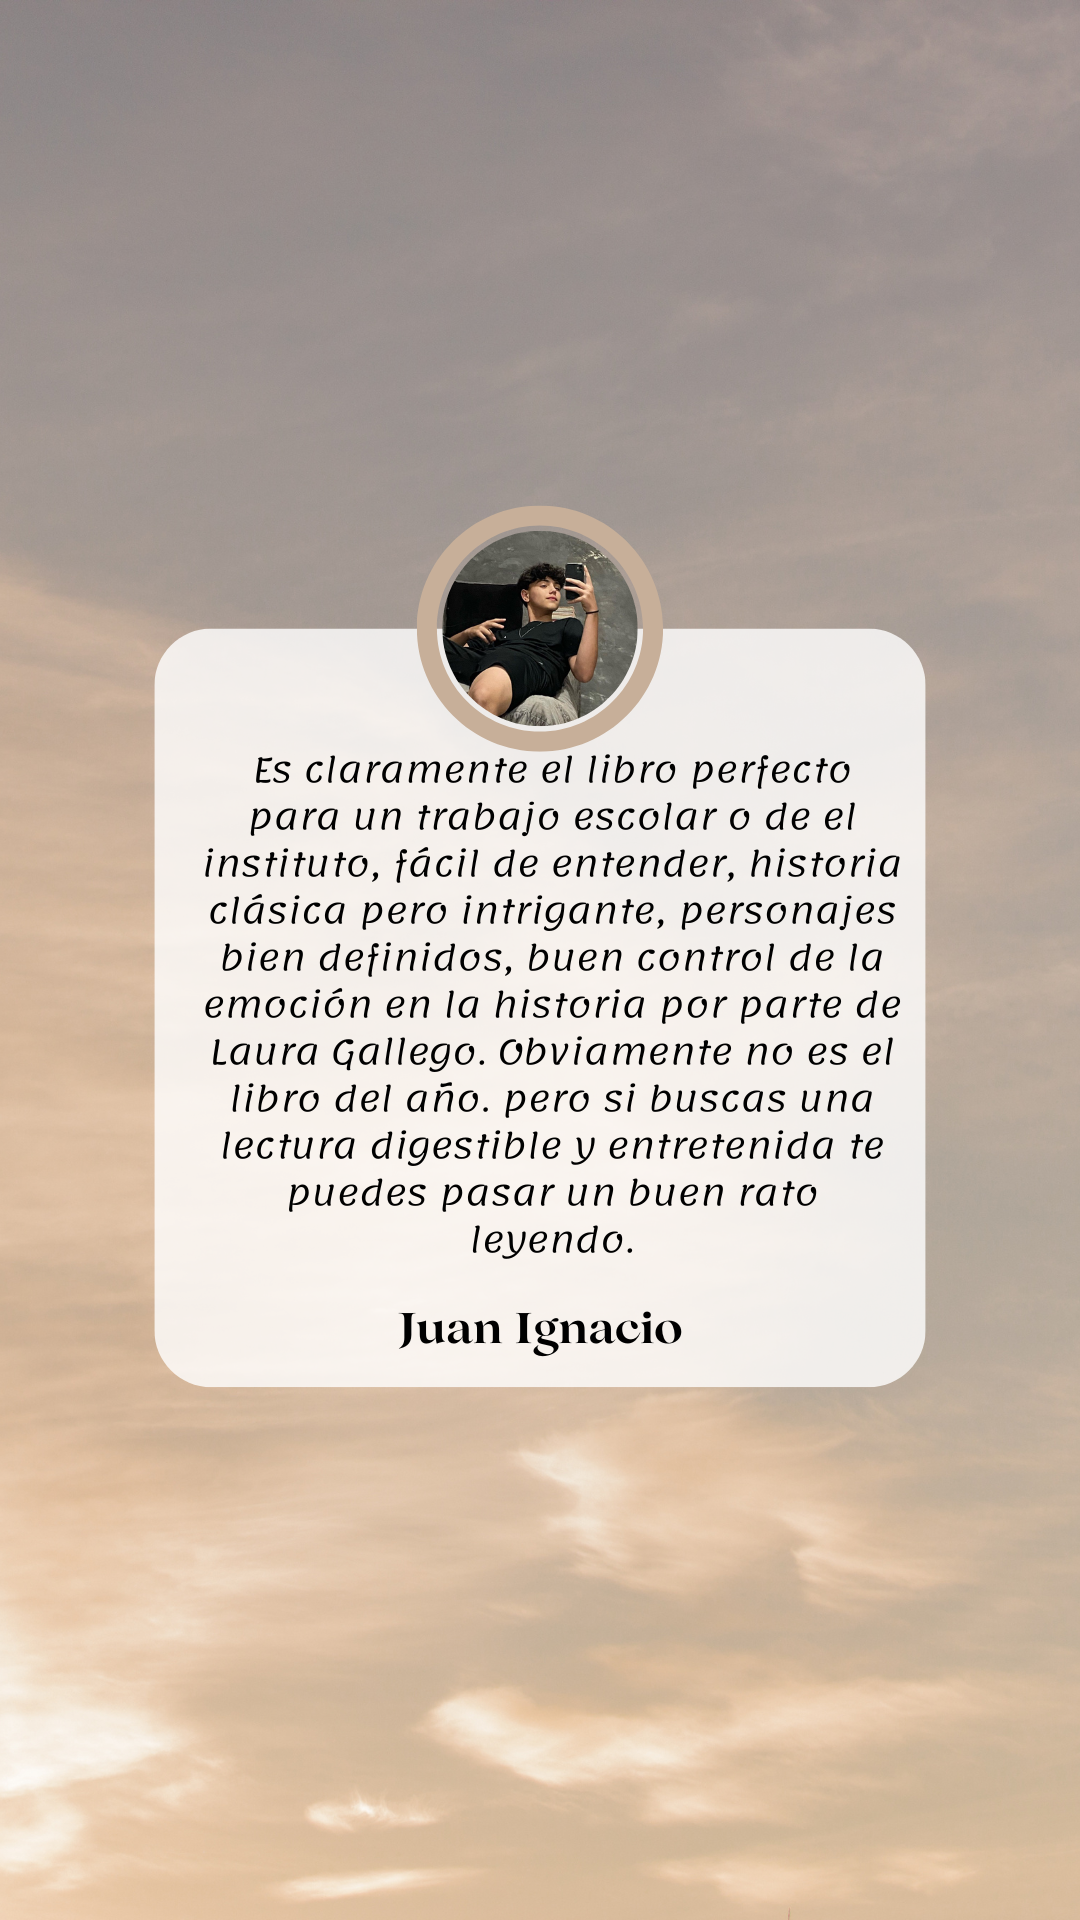 Es claramente el libro perfecto
para un trabajo escolar o de el
instituto, fácil de entender, historia
clásica pero intrigante, personajes
bien definidos, buen control de la
emoción en la historia por parte de
Laura Gallego. Obviamente no es el
libro del año. pero si buscas una
lectura digestible y entretenida te
puedes pasar un buen rato
leyendo.
Juan Ignacio